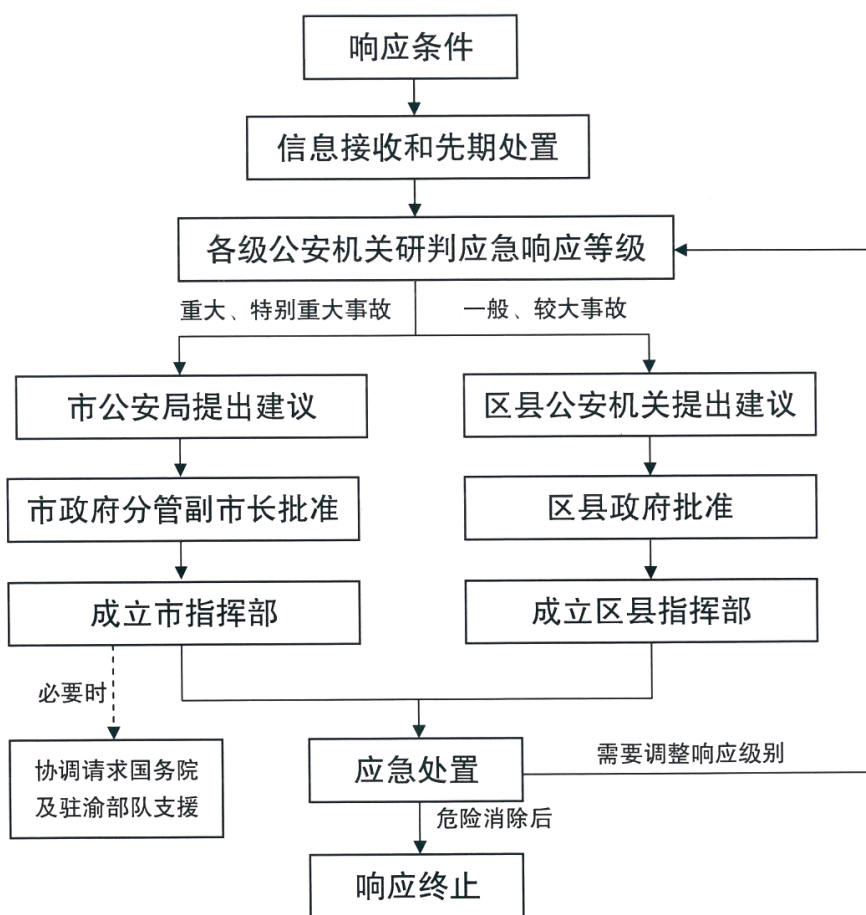 响应条件
信息接收和先期处置
各级公安机关研判应急响应等级
重大、特别重大事故
一般、较大事故
市公安局提出建议
区县公安机关提出建议
市政府分管副市长批准
区县政府批准
成立市指挥部
成立区县指挥部
必要时
协调请求国务院
及驻渝部队支援
应急处置
需要调整响应级别
危险消除后
响应终止